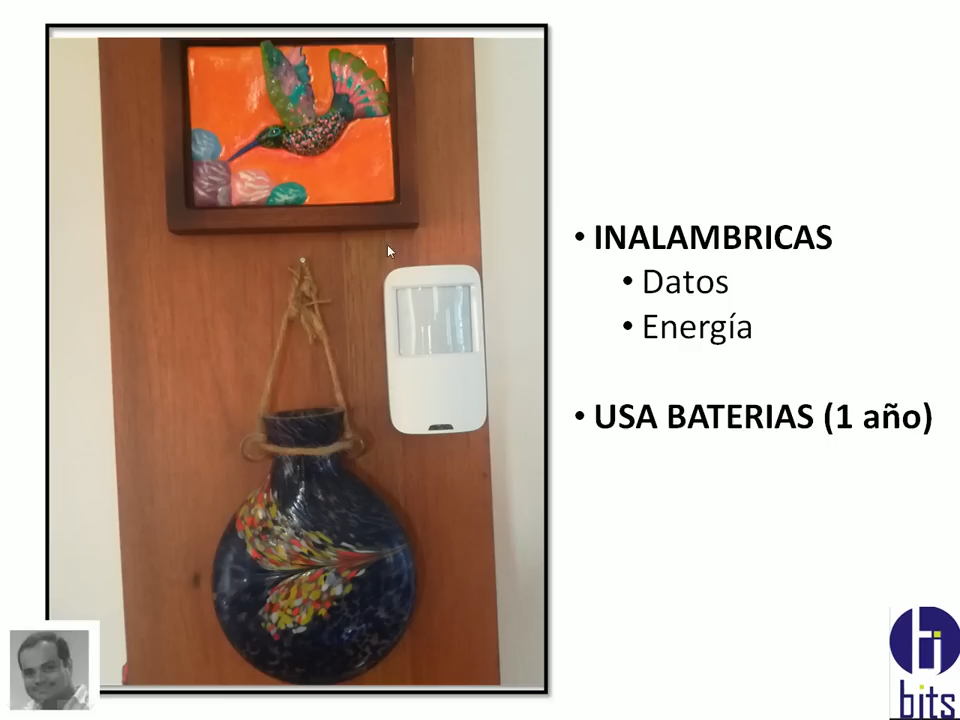 • INALAMBRICAS
• Datos
• Energía
• USA BATERIAS (1 año)
bits